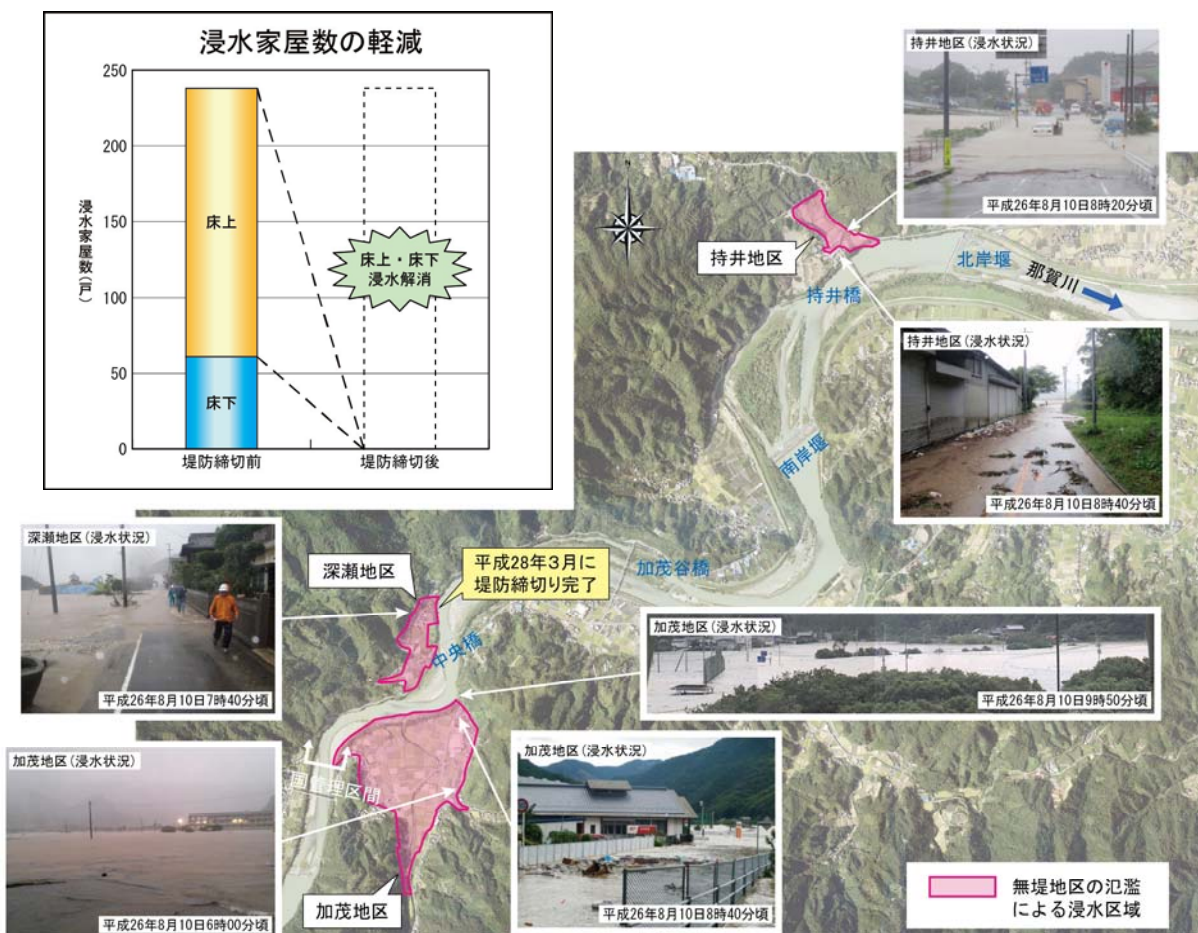 浸水家屋数の軽減
250
200
150
100
50
0
浸水家屋数(戸)
床上
床下
床上・床下
浸水解消
堤防締切前
堤防締切後
持井地区(浸水状況)
平成26年8月10日8時20分頃
N
持井地区
北岸堰
那賀川
持井橋
持井地区(浸水状況)
平成26年8月10日8時40分頃
南岸堰
深瀬地区(浸水状況)
平成26年8月10日7時40分頃
深瀬地区
平成28年3月に
堤防締切り完了
加茂谷橋
中央橋
加茂地区(浸水状況)
平成26年8月10日9時50分頃
加茂地区(浸水状況)
平成26年8月10日6時00分頃
国管理区間
加茂地区
加茂地区(浸水状況)
平成26年8月10日8時40分頃
無堤地区の氾濫
による浸水区域